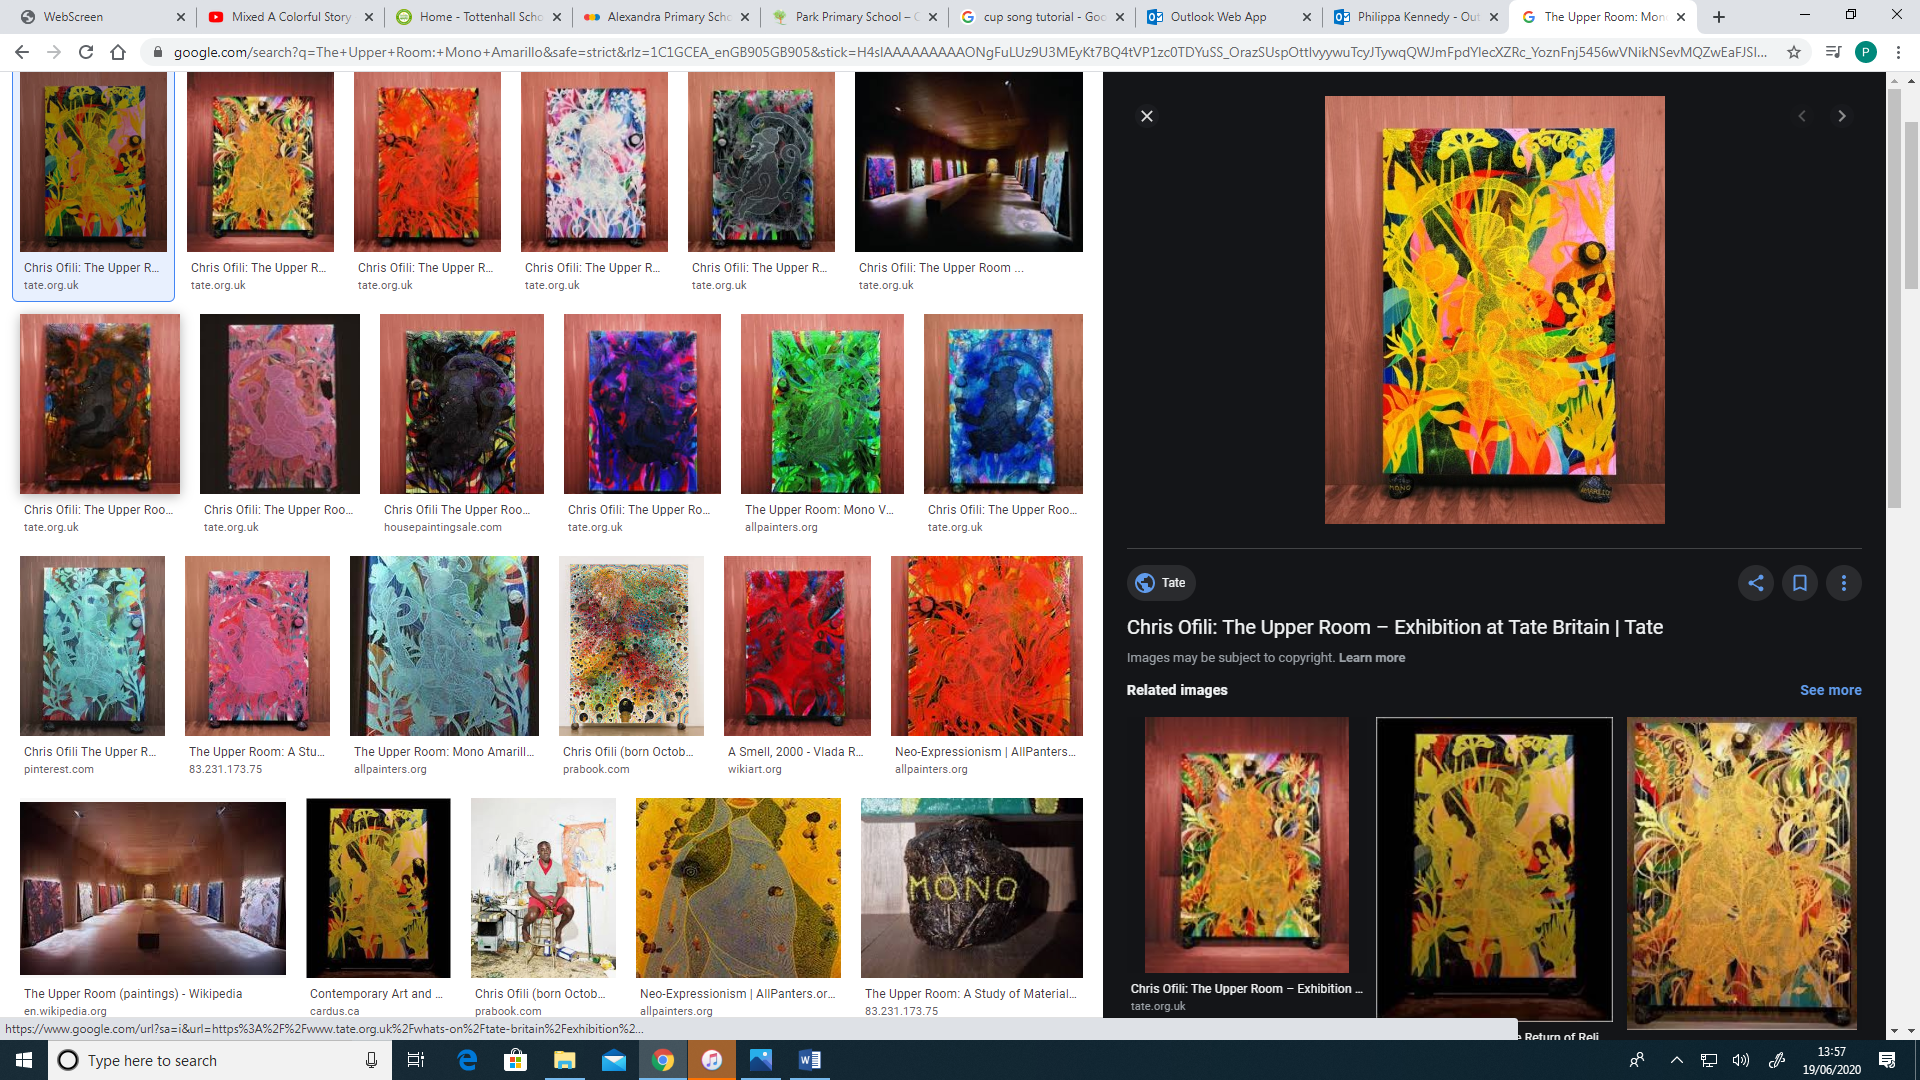 WebScreen
Mixed A Colorful Story
Home - Tottenhall Scho
Alexandra Primary Scho
Park Primary School – C
cup song tutorial - Goo
Outlook Web App
Philippa Kennedy - Out
The Upper Room: Mon
google.com/search?q=The+Upper+Room:+Mono+Amarillo&safe=strict&rlz=1C1GCEA_enGB905GB905&stick=
P
Chris Ofili: The Upper R...
tate.org.uk
Chris Ofili: The Upper R...
tate.org.uk
Chris Ofili: The Upper R...
tate.org.uk
Chris Ofili: The Upper R...
tate.org.uk
Chris Ofili: The Upper R...
tate.org.uk
Chris Ofili: The Upper Room ...
tate.org.uk
Chris Ofili: The Upper Roo...
tate.org.uk
Chris Ofili: The Upper Roo...
tate.org.uk
Chris Ofili The Upper Roo...
housepaintingsale.com
Chris Ofili: The Upper Ro...
tate.org.uk
The Upper Room: Mono V...
allpainters.org
Chris Ofili: The Upper Roo...
tate.org.uk
Chris Ofili The Upper R...
pinterest.com
The Upper Room: A Stu...
83.231.173.75
The Upper Room: Mono Amarill...
allpainters.org
Chris Ofili (born Octob...
prabook.com
A Smell, 2000 - Vlada R...
wikiart.org
Neo-Expressionism | AllPanters...
allpainters.org
MONO
The Upper Room (paintings) - Wikipedia
en.wikipedia.org
Contemporary Art and ...
cardus.ca
Chris Ofili (born Octob...
prabook.com
Neo-Expressionism | AllPanters.or...
allpainters.org
The Upper Room: A Study of Material...
83.231.173.75
https://www.google.com/url?sa=i&url=https%3A%2F%2Fwww.tate.org.uk%2Fwhats-on%2Ftate-britain%2Fexhibition%2...
MONO
AMARILLO
Tate
Chris Ofili: The Upper Room – Exhibition at Tate Britain | Tate
Images may be subject to copyright. Learn more
Related images
See more
Chris Ofili: The Upper Room – Exhibition ...
tate.org.uk
e Return of Reli
Type here to search
13:57
19/06/2020